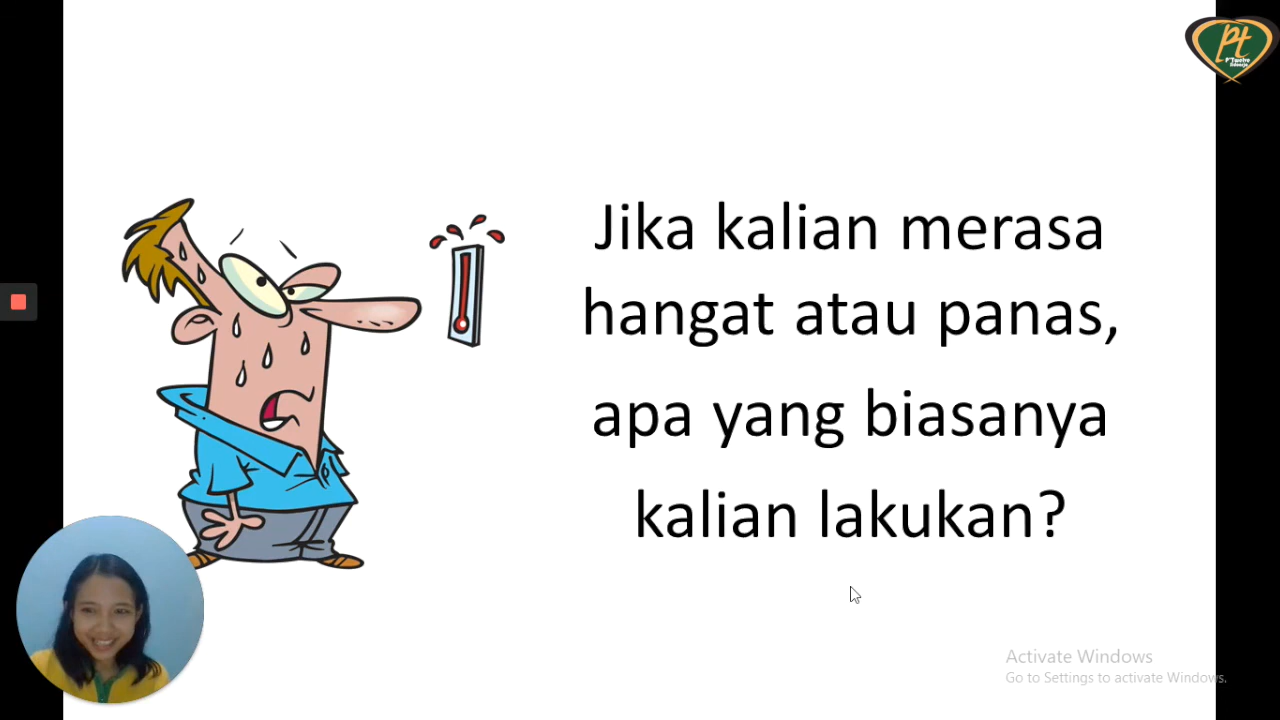 Jika kalian merasa
hangat atau panas,
apa yang biasanya
kalian lakukan?
pt
Activate Windows
Go to Settings to activate Windows.